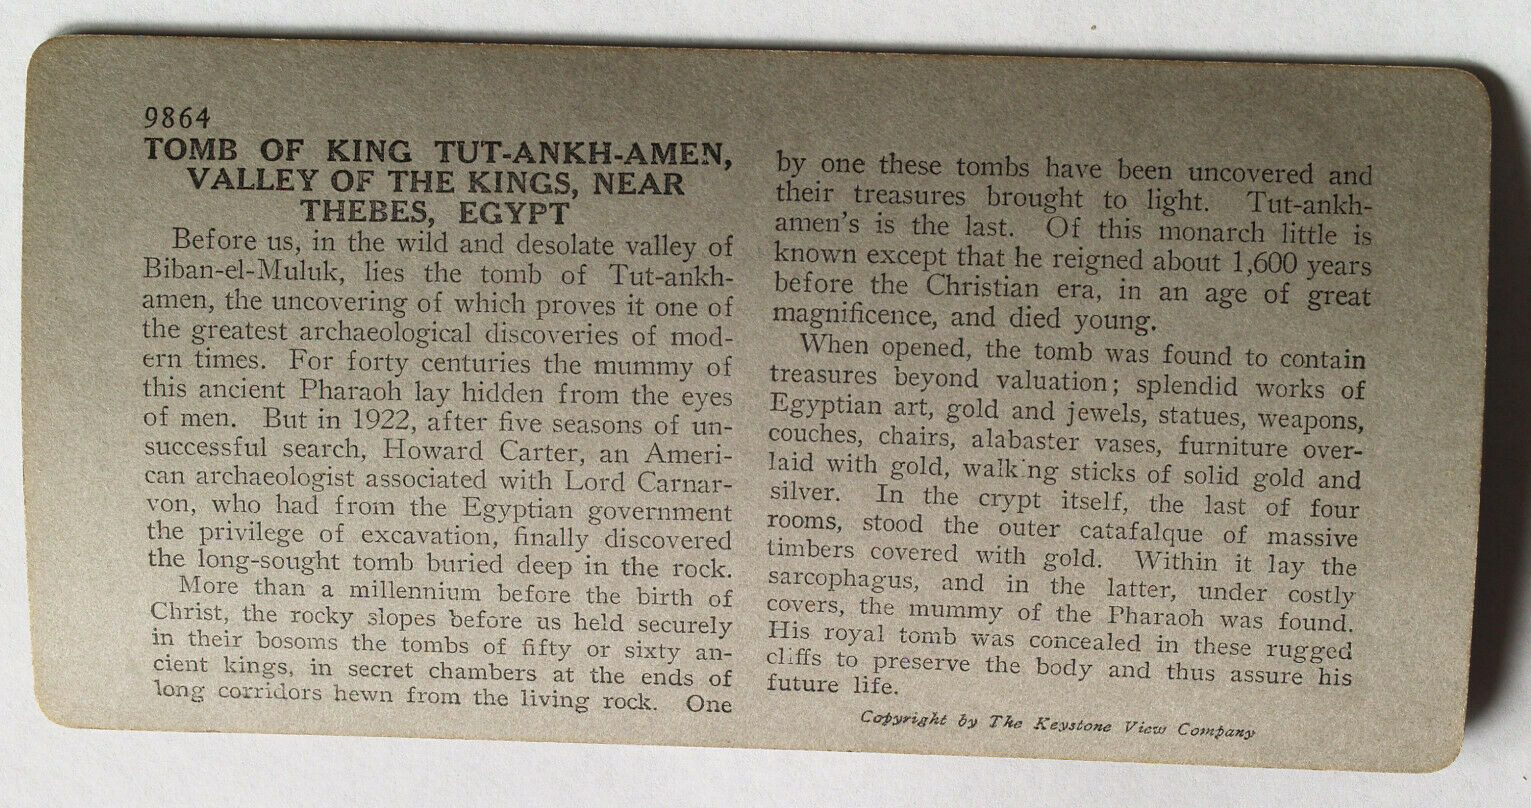 9864
TOMB OF KING TUT-ANKH-AMEN,
VALLEY OF THE KINGS, NEAR
THEBES, EGYPT
Before us, in the wild and desolate valley of
Biban-el-Muluk, lies the tomb of Tut-ankh-
amen, the uncovering of which proves it one of
the greatest archaeological discoveries of mod-
ern times. For forty centuries the mummy of
this ancient Pharaoh lay hidden from the eyes
of men. But in 1922, after five seasons of un-
successful search, Howard Carter, an Ameri-
can archaeologist associated with Lord Carnar-
von, who had from the Egyptian government
the privilege of excavation, finally discovered
the long-sought tomb buried deep in the rock.
More than a millennium before the birth of
Christ, the rocky slopes before us held securely
in their bosoms the tombs of fifty or sixty an-
cient kings, in secret chambers at the ends of
long corridors hewn from the living rock. One
by one these tombs have been uncovered and
their treasures brought to light. Tut-ankh-
amen's is the last. Of this monarch little is
known except that he reigned about 1,600 years
before the Christian era, in an age of great
magnificence, and died young.
When opened, the tomb was found to contain
treasures beyond valuation; splendid works of
Egyptian art, gold and jewels, statues, weapons,
couches, chairs, alabaster vases, furniture over-
laid with gold, walking sticks of solid gold and
silver. In the crypt itself, the last of four
rooms, stood the outer catafalque of massive
timbers covered with gold. Within it lay the
sarcophagus, and in the latter, under costly
covers, the mummy of the Pharaoh was found.
His royal tomb was concealed in these rugged
cliffs to preserve the body and thus assure his
future life.
Copyright by The Keystone View Company